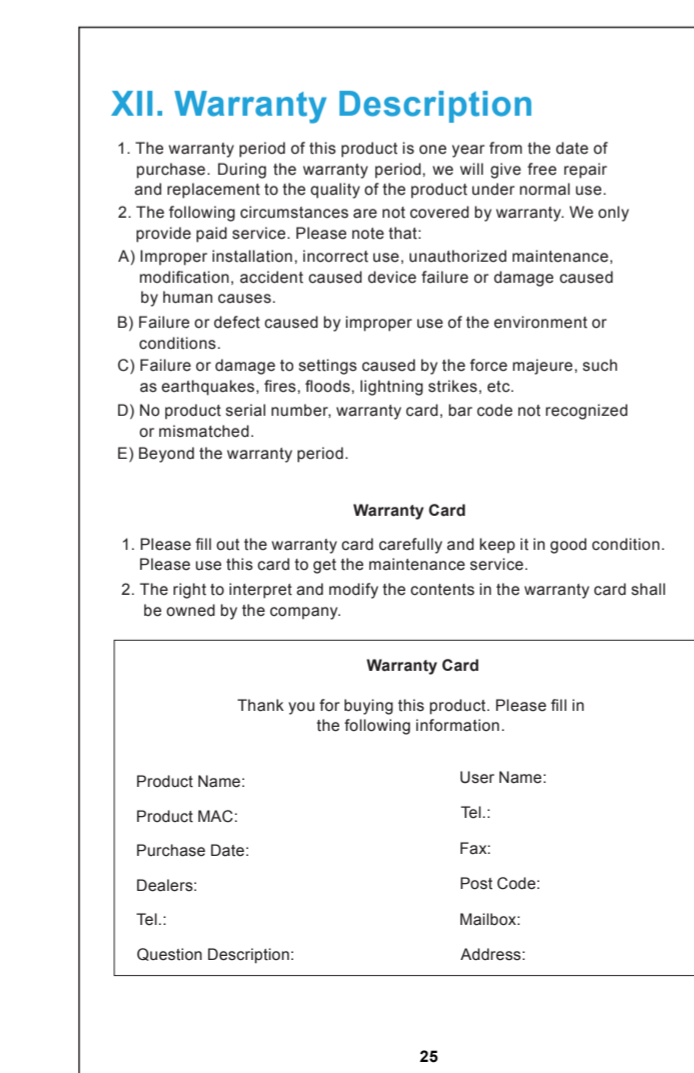 XII. Warranty Description
1. The warranty period of this product is one year from the date of
purchase. During the warranty period, we will give free repair
and replacement to the quality of the product under normal use.
2. The following circumstances are not covered by warranty. We only
provide paid service. Please note that:
A) Improper installation, incorrect use, unauthorized maintenance,
modification, accident caused device failure or damage caused
by human causes.
B) Failure or defect caused by improper use of the environment or
conditions.
C) Failure or damage to settings caused by the force majeure, such
as earthquakes, fires, floods, lightning strikes, etc.
D) No product serial number, warranty card, bar code not recognized
or mismatched.
E) Beyond the warranty period.
Warranty Card
1. Please fill out the warranty card carefully and keep it in good condition.
Please use this card to get the maintenance service.
2. The right to interpret and modify the contents in the warranty card shall
be owned by the company.
Warranty Card
Thank you for buying this product. Please fill in
the following information.
Product Name:
Product MAC:
Purchase Date:
Dealers:
Tel.:
Question Description:
User Name:
Tel.:
Fax:
Post Code:
Mailbox:
Address:
25